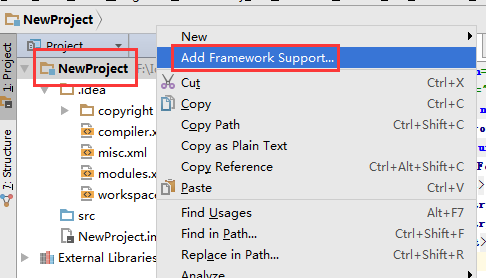 NewProject
1: Project
Project
NewProject
.idea
copyright
compiler.x
misc.xml
modules.
workspace
src
NewProject.im
External Libraries
7: Structure
New
Add Framework Support...
Cut Ctrl+X
Copy Ctrl+C
Copy Path Ctrl+Shift+C
Copy as Plain Text
Copy Reference Ctrl+Alt+Shift+C
Paste Ctrl+V
Find Usages Alt+F7
Find in Path... Ctrl+Shift+F
Replace in Path... Ctrl+Shift+R
Analyze